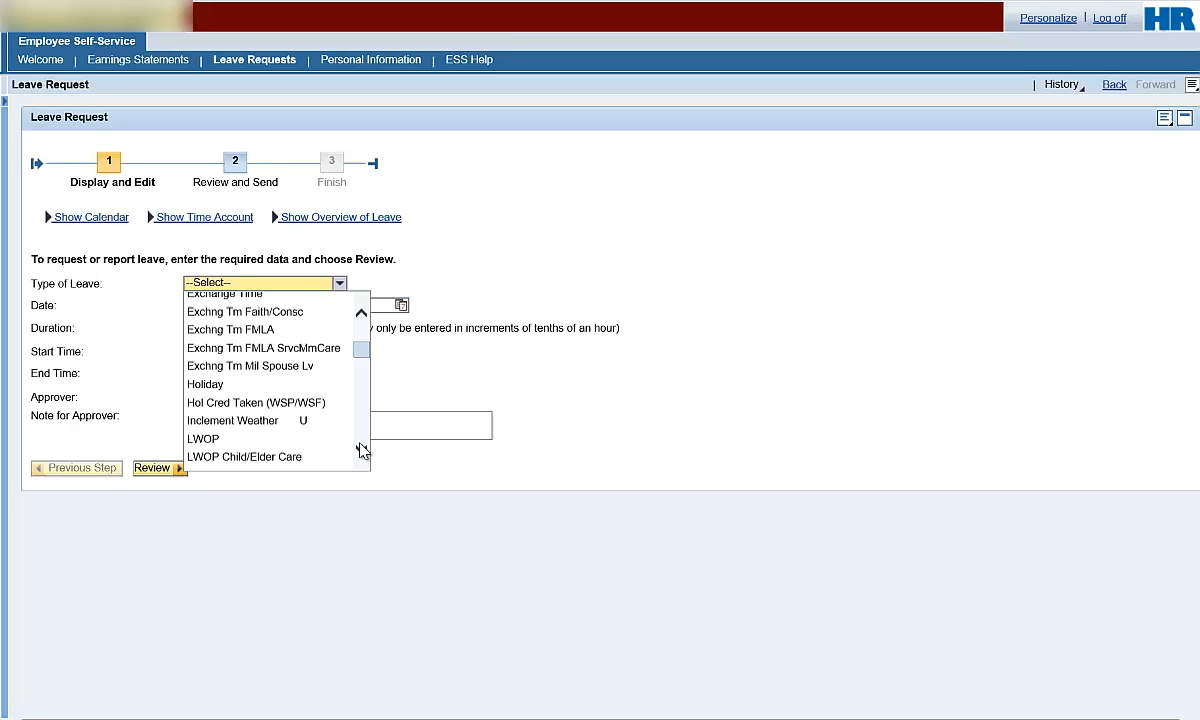 Personalize | Log off HR
Employee Self-Service
Welcome | Earnings Statements | Leave Requests | Personal Information | ESS Help
Leave Request | History Back Forward
Leave Request
1 2 3
Display and Edit Review and Send Finish
Show Calendar Show Time Account Show Overview of Leave
To request or report leave, enter the required data and choose Review.
Type of Leave: --Select--
Exchange Time
Date:
Exchng Tm Faith/Consc
Duration: Exchng Tm FMLA only be entered in increments of tenths of an hour)
Start Time: Exchng Tm FMLA SrvcMmCare
Exchng Tm Mil Spouse Lv
End Time:
Holiday
Approver: Hol Cred Taken (WSP/WSF)
Note for Approver: Inclement Weather U
LWOP
LWOP Child/Elder Care
Previous Step Review